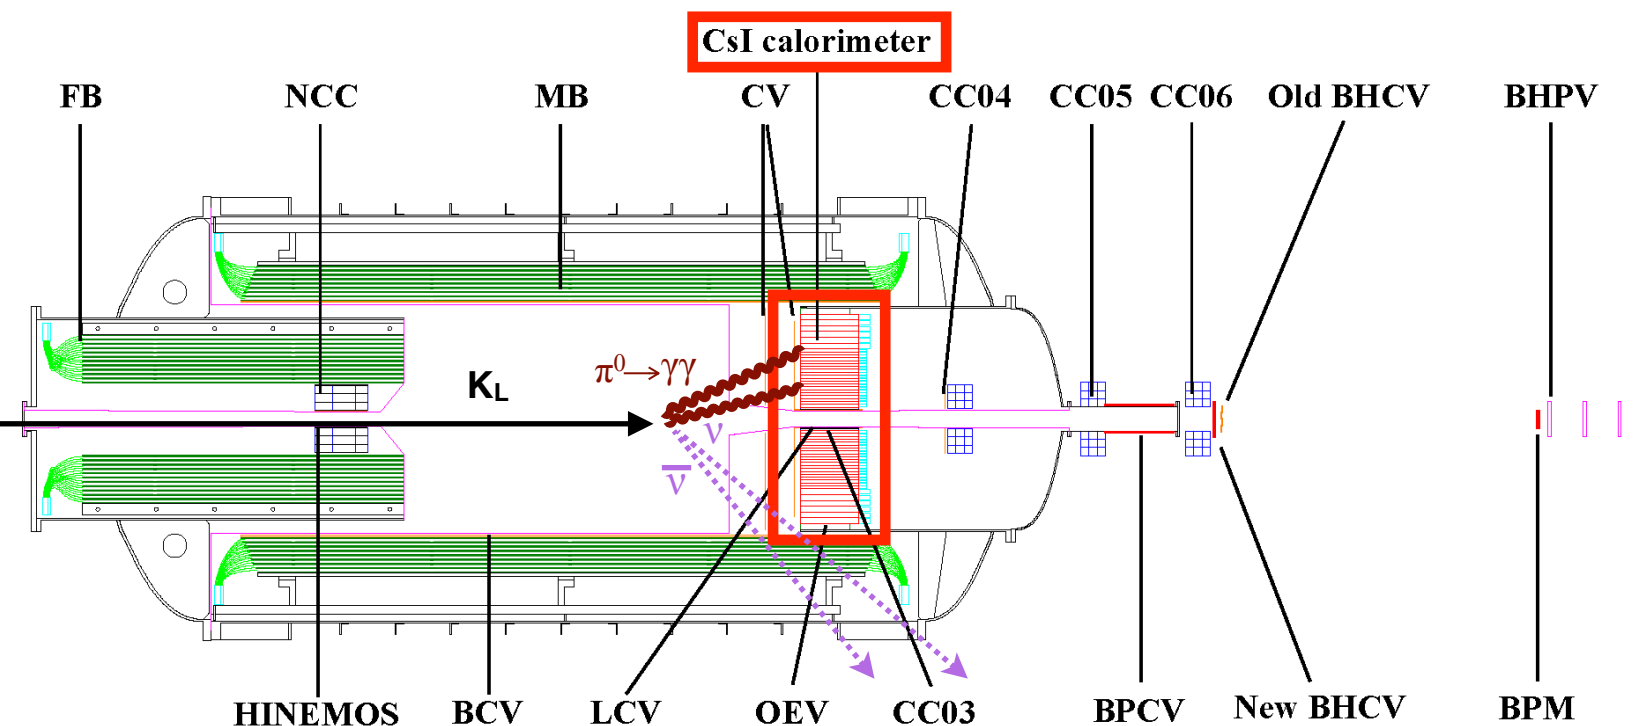 CsI calorimeter
FB NCC MB CV CC04 CC05 CC06 Old BHCV BHPV
π⁰→γγ
K_L
ν
ν̅
HINEMOS BCV LCV OEV CC03 BPCV New BHCV BPM